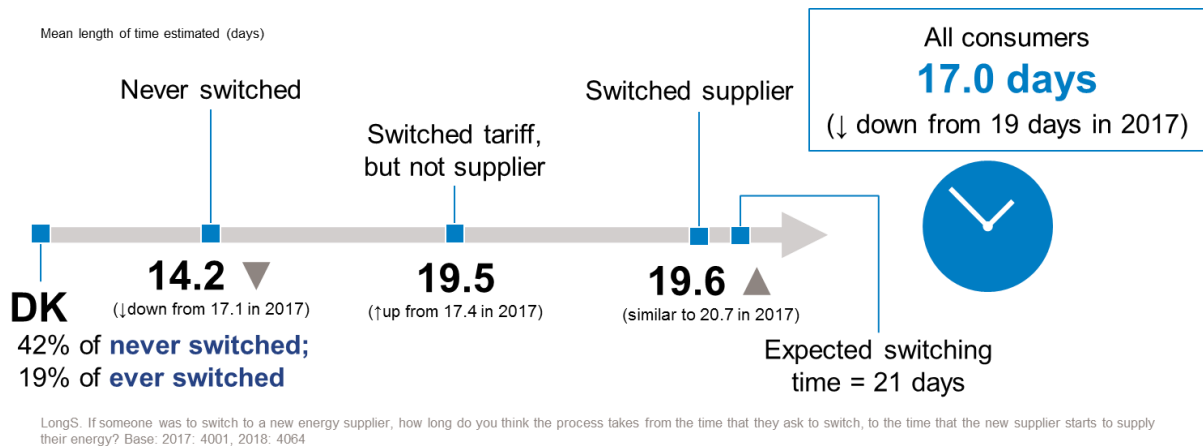 Mean length of time estimated (days)
All consumers
17.0 days
(↓ down from 19 days in 2017)
Never switched
Switched tariff,
but not supplier
Switched supplier
DK
42% of never switched;
19% of ever switched
14.2 ▼
(↓down from 17.1 in 2017)
19.5
(↑up from 17.4 in 2017)
19.6 ▲
(similar to 20.7 in 2017)
Expected switching
time = 21 days
LongS. If someone was to switch to a new energy supplier, how long do you think the process takes from the time that they ask to switch, to the time that the new supplier starts to supply
their energy? Base: 2017: 4001, 2018: 4064